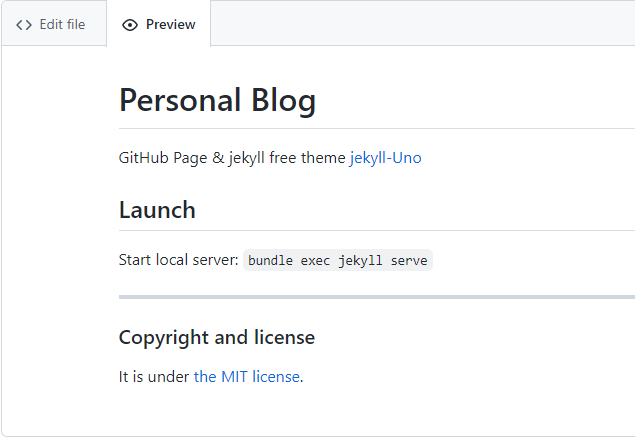 Edit file
Preview
Personal Blog
GitHub Page & jekyll free theme jekyll-Uno
Launch
Start local server: bundle exec jekyll serve
Copyright and license
It is under the MIT license.